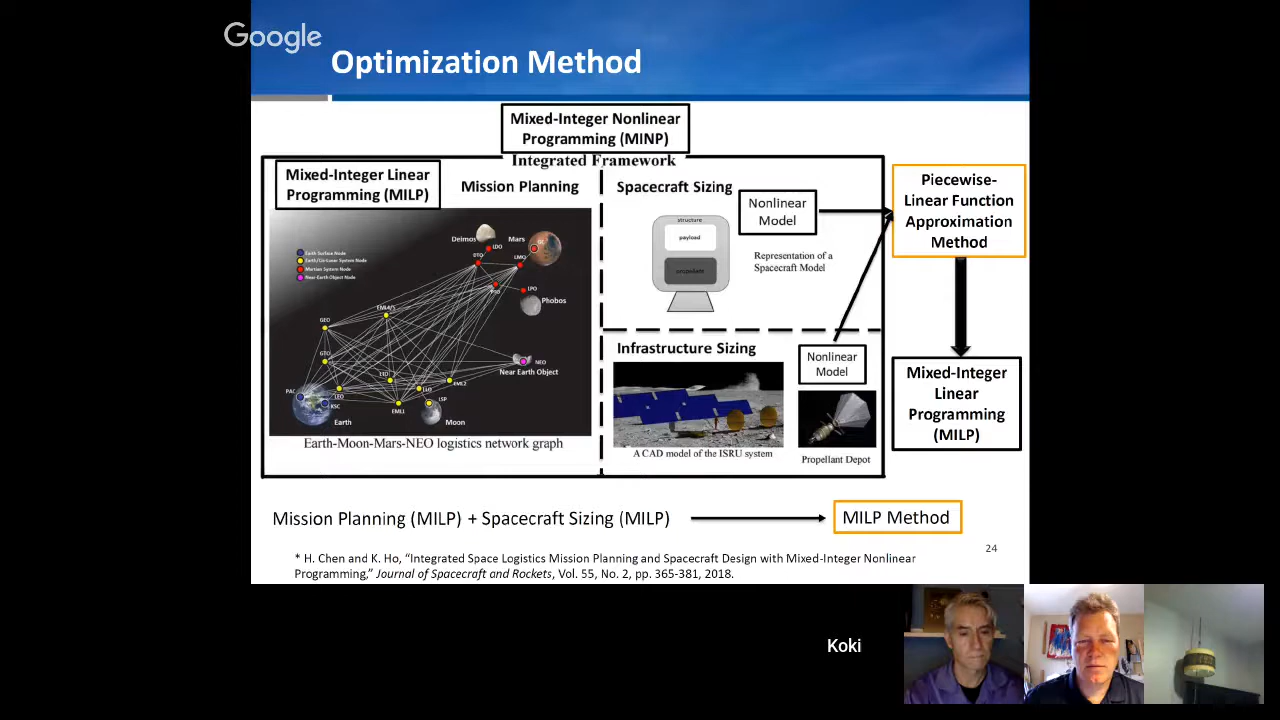 Google
Optimization Method
Mixed-Integer Nonlinear
Programming (MINP)
Integrated Framework
Mixed-Integer Linear
Programming (MILP)
Mission Planning
Spacecraft Sizing
Nonlinear
Model
Piecewise-
Linear Function
Approximation
Method
structure
payload
propellant
Representation of a
Spacecraft Model
Earth Surface Node
Earth/Cis-Lunar System Node
Martian System Node
Near-Earth Object Node
Deimos
Mars
LDO
GC
GTO
LMO
LPO
Phobos
EML4/5
GEO
GTO
NEO
Near Earth Object
EML2
LEO
LLO
LSP
PAC
KSC
EML1
Earth
Moon
Earth-Moon-Mars-NEO logistics network graph
Infrastructure Sizing
Nonlinear
Model
A CAD model of the ISRU system
Propellant Depot
Mixed-Integer
Linear
Programming
(MILP)
Mission Planning (MILP) + Spacecraft Sizing (MILP)
MILP Method
24
* H. Chen and K. Ho, “Integrated Space Logistics Mission Planning and Spacecraft Design with Mixed-Integer Nonlinear
Programming,” Journal of Spacecraft and Rockets, Vol. 55, No. 2, pp. 365-381, 2018.
Koki